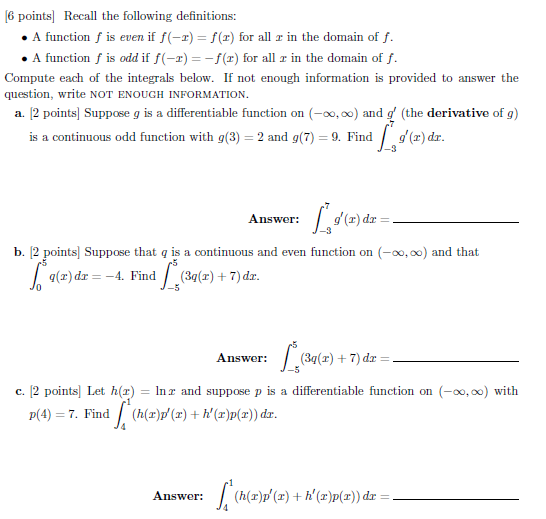 [6 points] Recall the following definitions:
• A function f is even if f(−x) = f(x) for all x in the domain of f.
• A function f is odd if f(−x) = −f(x) for all x in the domain of f.
Compute each of the integrals below. If not enough information is provided to answer the
question, write NOT ENOUGH INFORMATION.
a. [2 points] Suppose g is a differentiable function on (−∞, ∞) and g′ (the derivative of g)
is a continuous odd function with g(3) = 2 and g(7) = 9. Find ∫_{−3}^{7} g′(x) dx.
Answer: ∫_{−3}^{7} g′(x) dx = ____________
b. [2 points] Suppose that q is a continuous and even function on (−∞, ∞) and that
∫_{0}^{5} q(x) dx = −4. Find ∫_{−5}^{5} (3q(x) + 7) dx.
Answer: ∫_{−5}^{5} (3q(x) + 7) dx = ____________
c. [2 points] Let h(x) = ln x and suppose p is a differentiable function on (−∞, ∞) with
p(4) = 7. Find ∫_{4}^{1} (h(x)p′(x) + h′(x)p(x)) dx.
Answer: ∫_{4}^{1} (h(x)p′(x) + h′(x)p(x)) dx = ____________